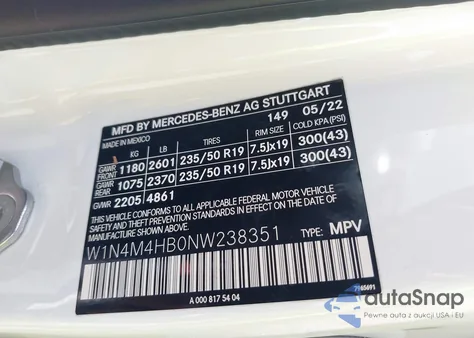 MFD BY MERCEDES-BENZ AG STUTTGART
MADE IN MEXICO 149 05/22
KG LB TIRES RIM SIZE COLD KPA(PSI)
GAWR FRONT 1180 2601 235/50 R19 7.5Jx19 300(43)
GAWR REAR 1075 2370 235/50 R19 7.5Jx19 300(43)
GVWR 2205 4861
THIS VEHICLE CONFORMS TO ALL APPLICABLE FEDERAL MOTOR VEHICLE
SAFETY AND THEFT PREVENTION STANDARDS IN EFFECT ON THE DATE OF
MANUFACTURE SHOWN ABOVE.
W1N4M4HB0NW238351 TYPE: MPV
A 000 817 54 04
autoSnap
Pewne auta z aukcji USA i EU